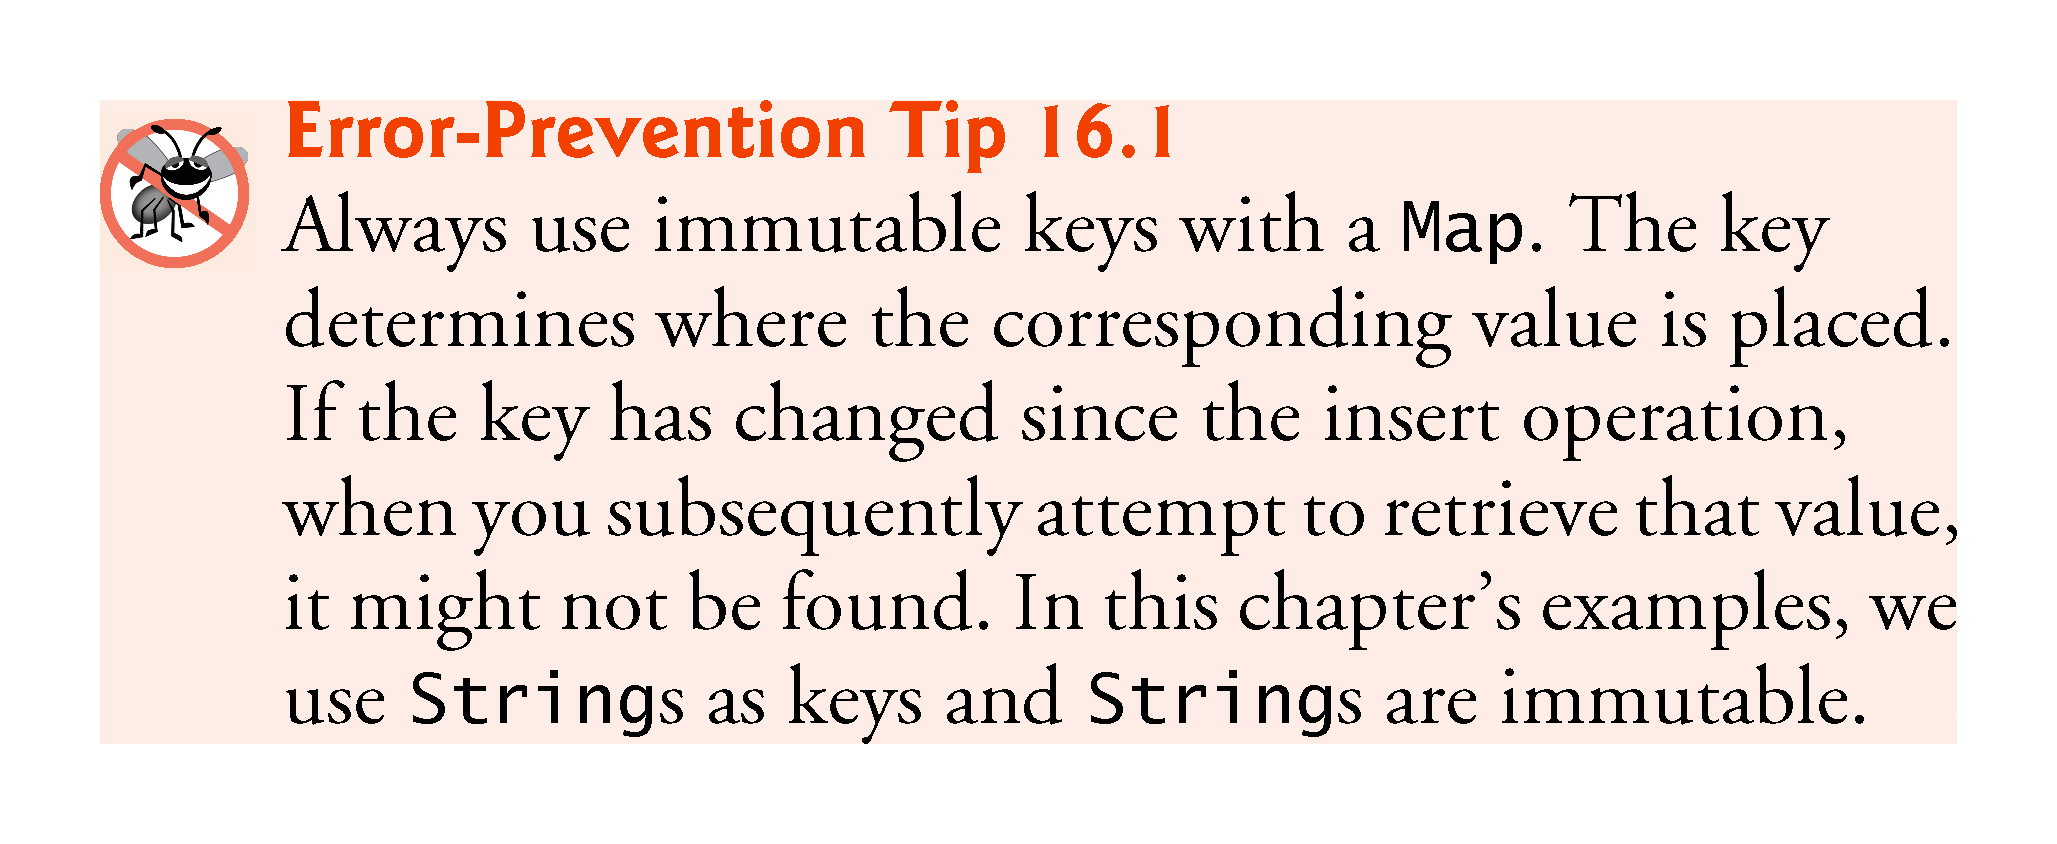 Error-Prevention Tip 16.1
Always use immutable keys with a Map. The key
determines where the corresponding value is placed.
If the key has changed since the insert operation,
when you subsequently attempt to retrieve that value,
it might not be found. In this chapter’s examples, we
use Strings as keys and Strings are immutable.